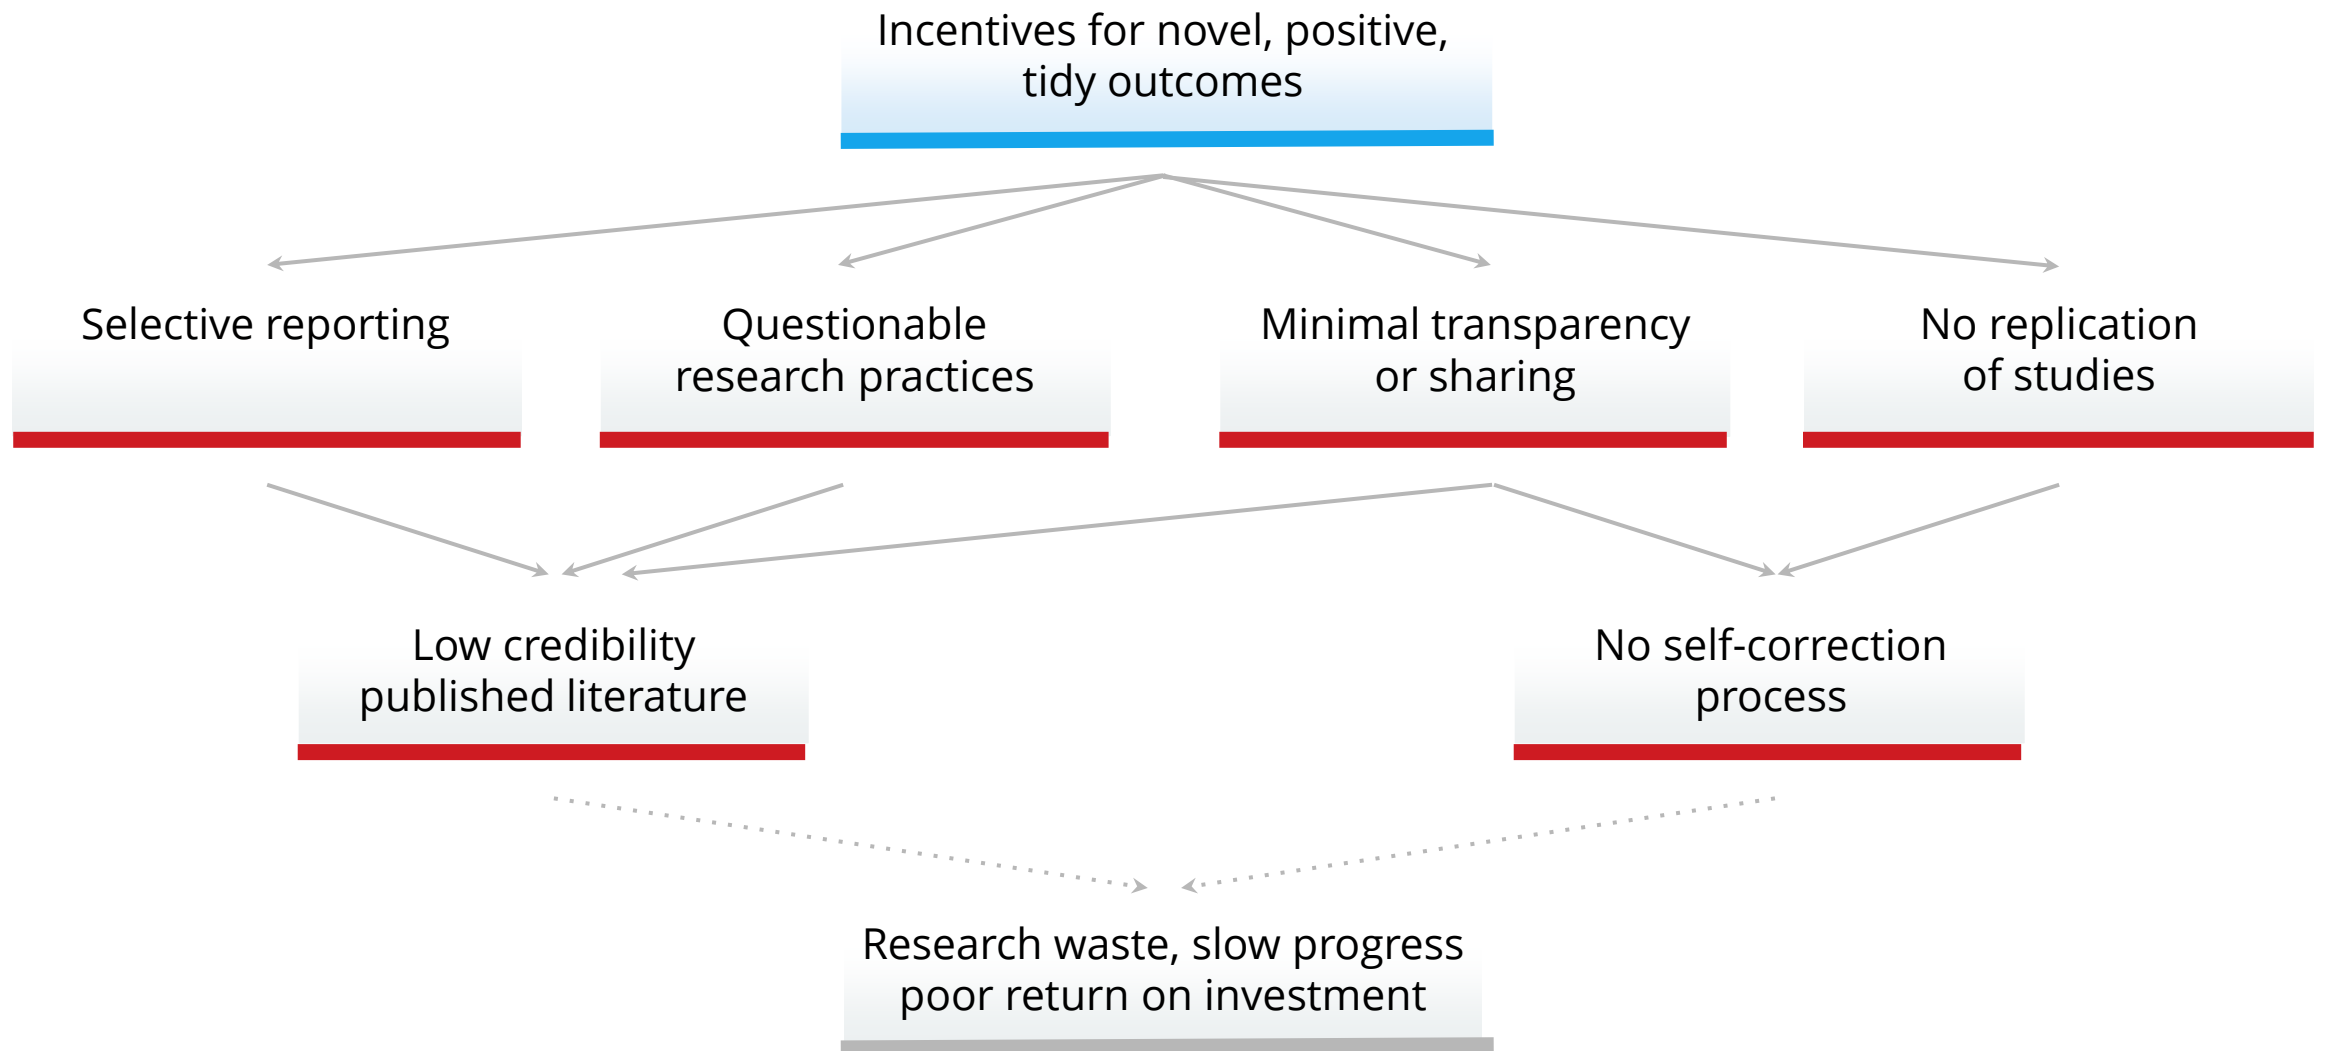 Incentives for novel, positive,
tidy outcomes
Selective reporting
Questionable
research practices
Minimal transparency
or sharing
No replication
of studies
Low credibility
published literature
No self-correction
process
Research waste, slow progress
poor return on investment